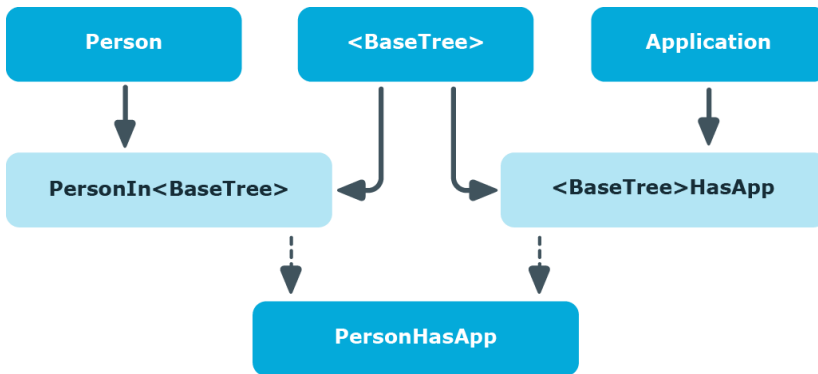 Person
<BaseTree>
Application
PersonIn<BaseTree>
<BaseTree>HasApp
PersonHasApp